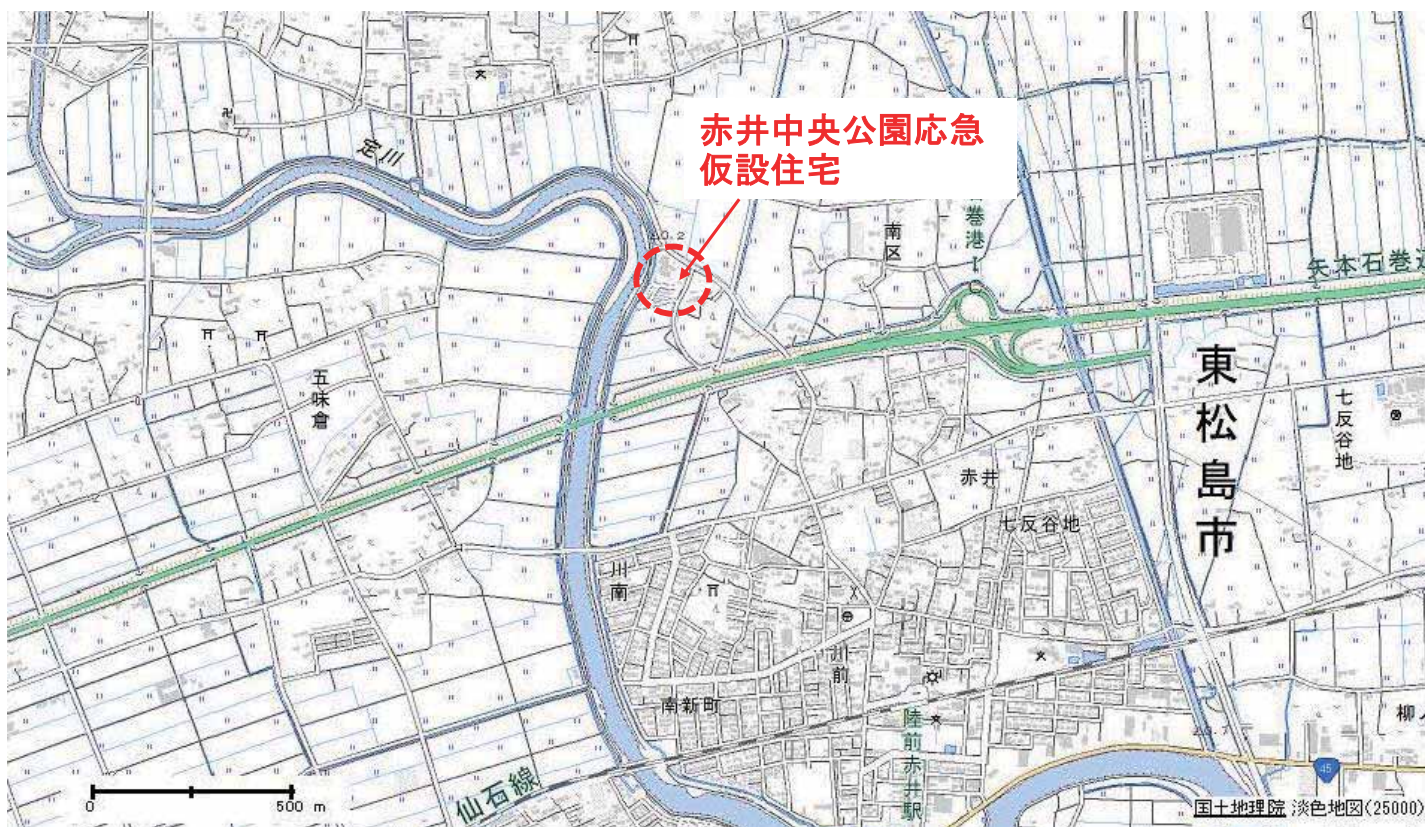 定川
赤井中央公園応急
仮設住宅
南区
巻港IC
矢本石巻道
五味倉
東松島市
七反谷地
赤井
七反谷地
川南
川前
南新町
陸前赤井駅
仙石線
柳
45
0 500 m
国土地理院 淡色地図(25000)